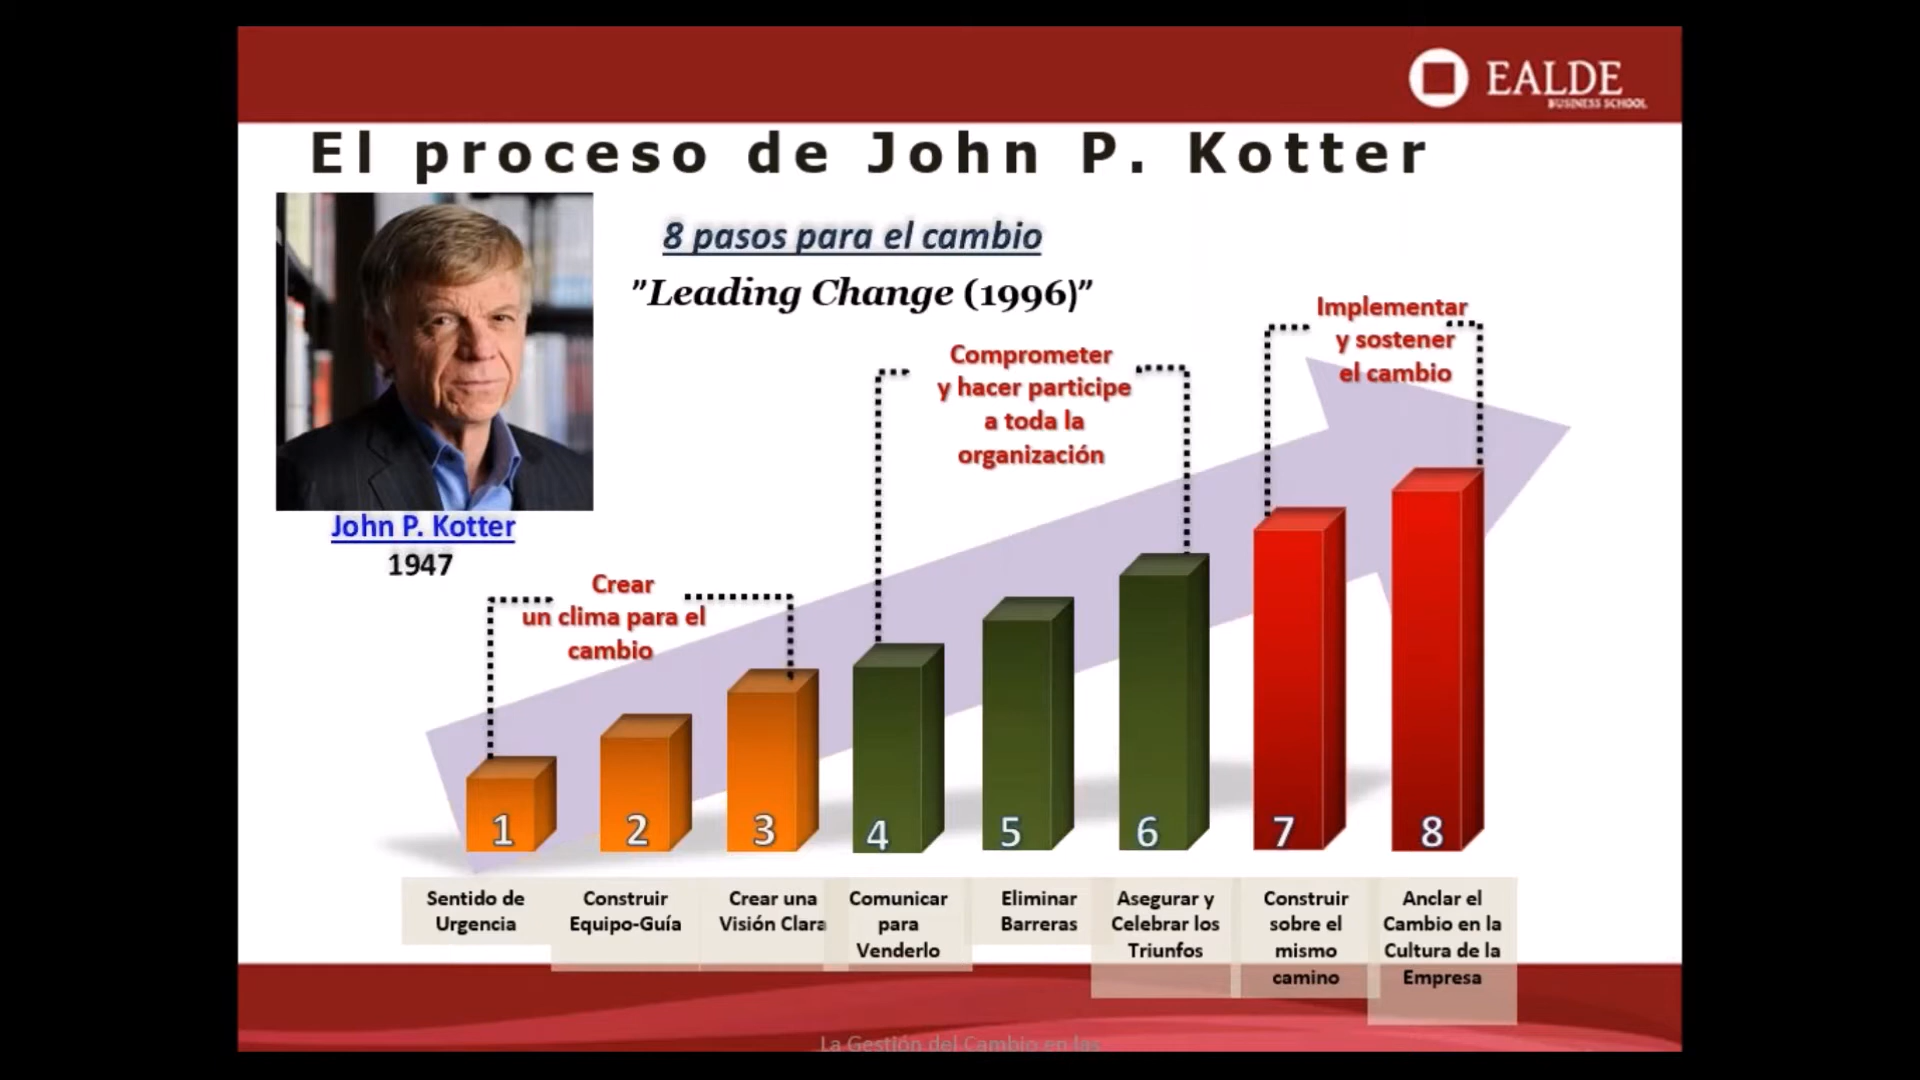 EALDE
BUSINESS SCHOOL
El proceso de John P. Kotter
8 pasos para el cambio
"Leading Change (1996)"
John P. Kotter
1947
Crear
un clima para el
cambio
Comprometer
y hacer participe
a toda la
organización
Implementar
y sostener
el cambio
1
2
3
4
5
6
7
8
Sentido de
Urgencia
Construir
Equipo-Guía
Crear una
Visión Clara
Comunicar
para
Venderlo
Eliminar
Barreras
Asegurar y
Celebrar los
Triunfos
Construir
sobre el
mismo
camino
Anclar el
Cambio en la
Cultura de la
Empresa
La Gestión del Cambio en las